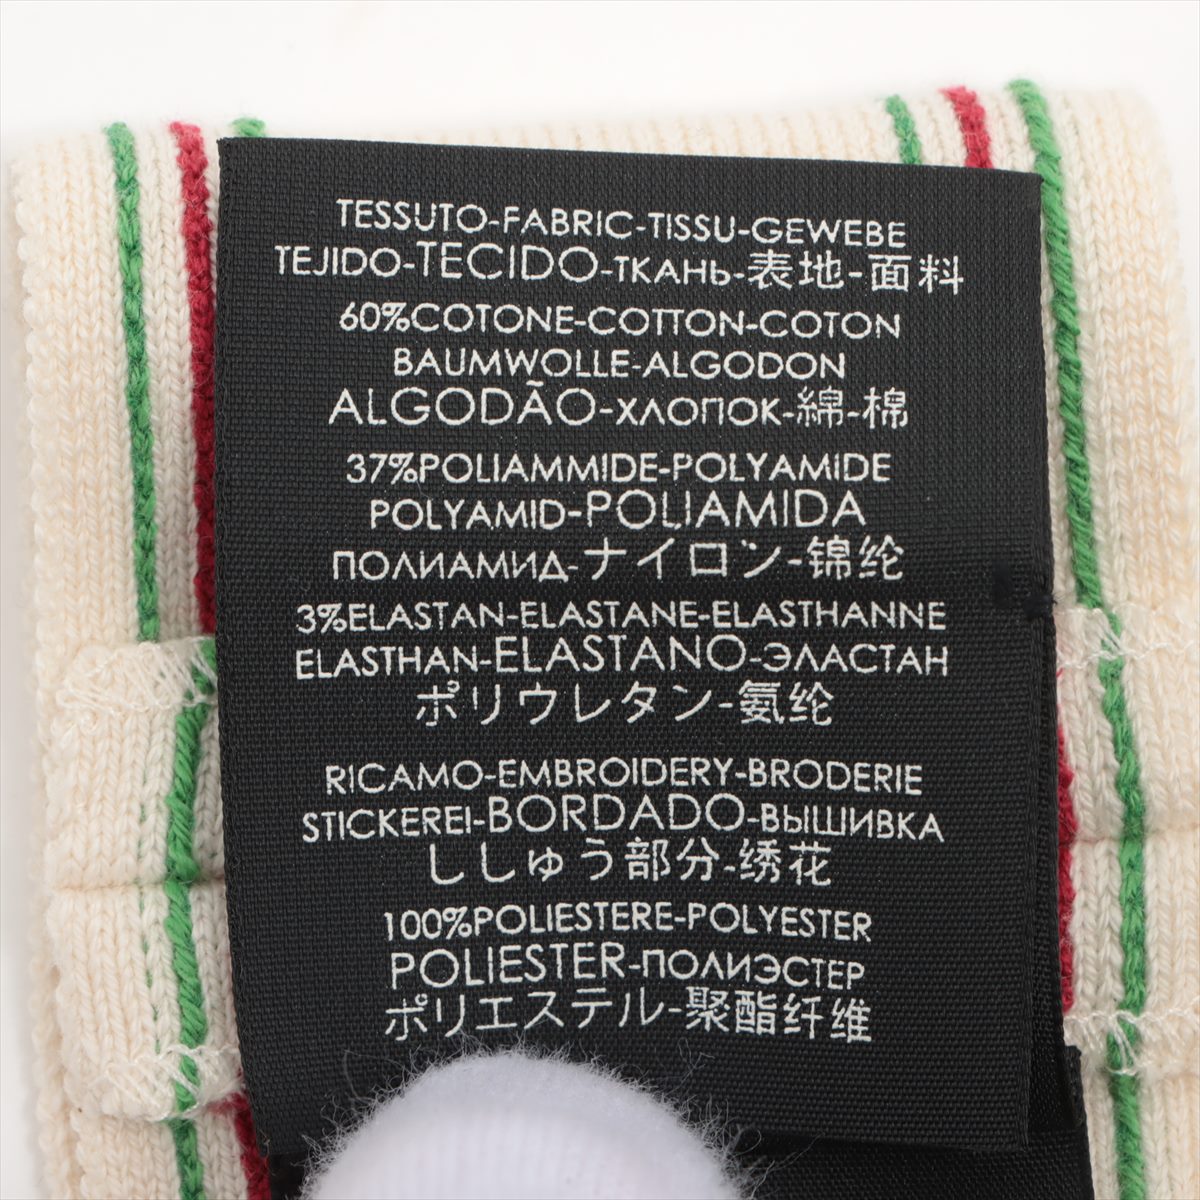 TESSUTO-FABRIC-TISSU-GEWEBE
TEJIDO-TECIDO-ТКАНЬ-表地-面料
60%COTONE-COTTON-COTON
BAUMWOLLE-ALGODON
ALGODÃO-ХЛОПОК-綿-棉
37%POLIAMMIDE-POLYAMIDE
POLYAMID-POLIAMIDA
ПОЛИАМИД-ナイロン-锦纶
3%ELASTAN-ELASTANE-ELASTHANNE
ELASTHAN-ELASTANO-ЭЛАСТАН
ポリウレタン-氨纶
RICAMO-EMBROIDERY-BRODERIE
STICKEREI-BORDADO-ВЫШИВКА
ししゅう部分-绣花
100%POLIESTERE-POLYESTER
POLIESTER-ПОЛИЭСТЕР
ポリエステル-聚酯纤维